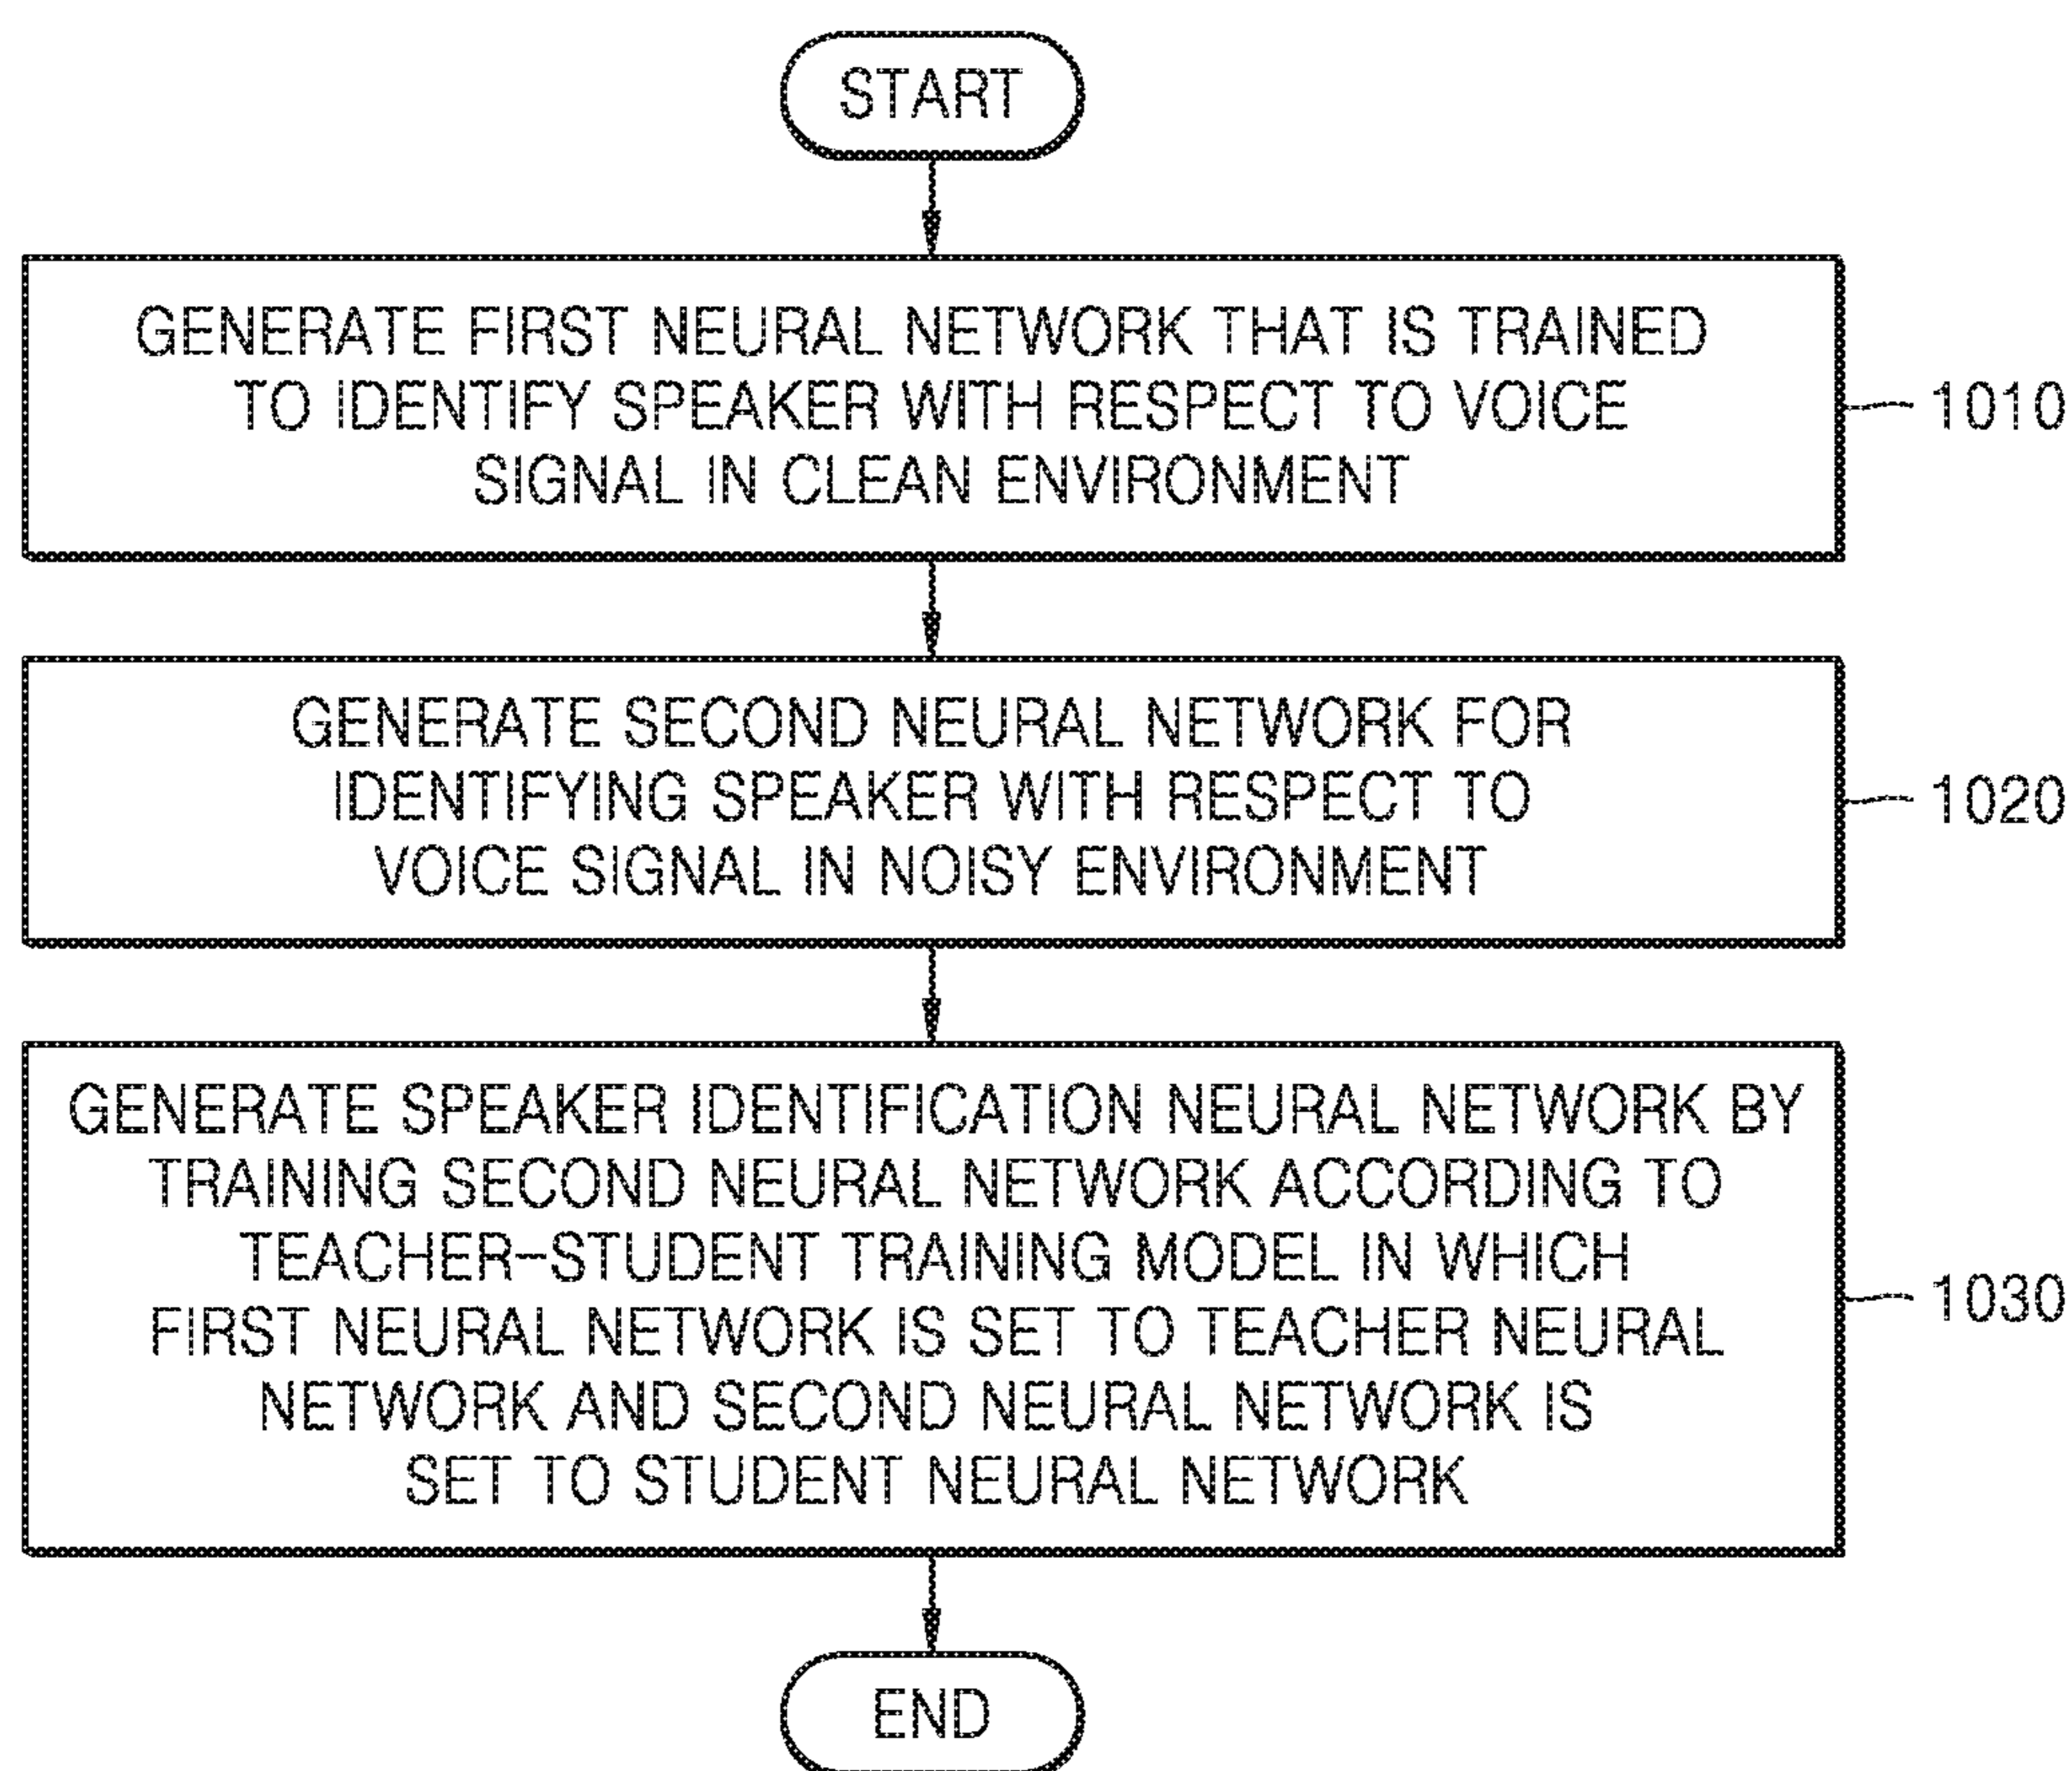 START
GENERATE FIRST NEURAL NETWORK THAT IS TRAINED
TO IDENTIFY SPEAKER WITH RESPECT TO VOICE
SIGNAL IN CLEAN ENVIRONMENT
1010
GENERATE SECOND NEURAL NETWORK FOR
IDENTIFYING SPEAKER WITH RESPECT TO
VOICE SIGNAL IN NOISY ENVIRONMENT
1020
GENERATE SPEAKER IDENTIFICATION NEURAL NETWORK BY
TRAINING SECOND NEURAL NETWORK ACCORDING TO
TEACHER-STUDENT TRAINING MODEL IN WHICH
FIRST NEURAL NETWORK IS SET TO TEACHER NEURAL
NETWORK AND SECOND NEURAL NETWORK IS
SET TO STUDENT NEURAL NETWORK
1030
END